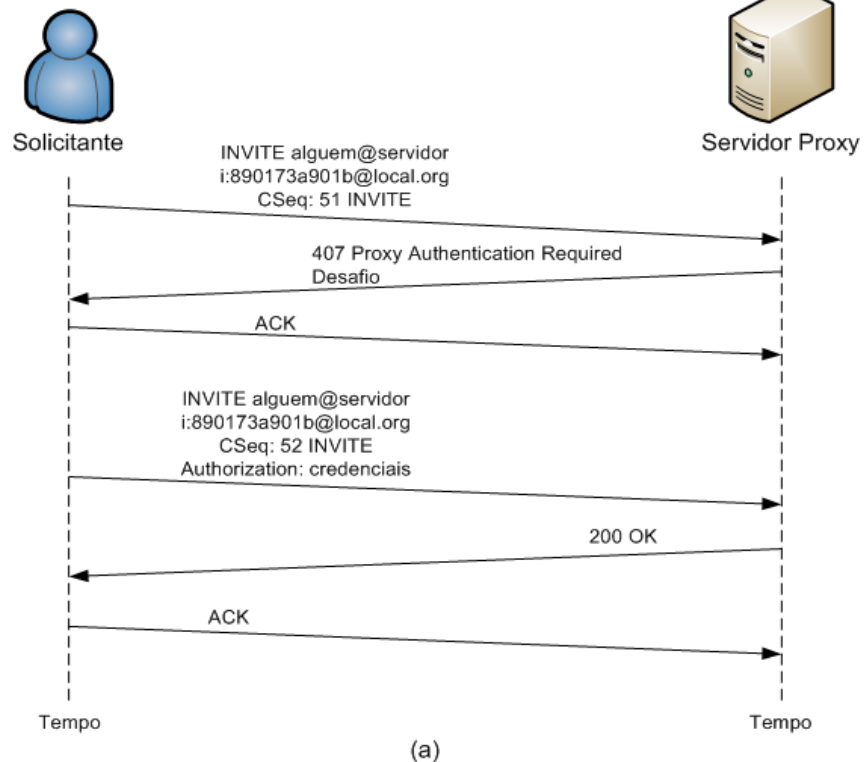 Solicitante
Servidor Proxy
INVITE alguem@servidor
i:890173a901b@local.org
CSeq: 51 INVITE
407 Proxy Authentication Required
Desafio
ACK
INVITE alguem@servidor
i:890173a901b@local.org
CSeq: 52 INVITE
Authorization: credenciais
200 OK
ACK
Tempo
Tempo
(a)